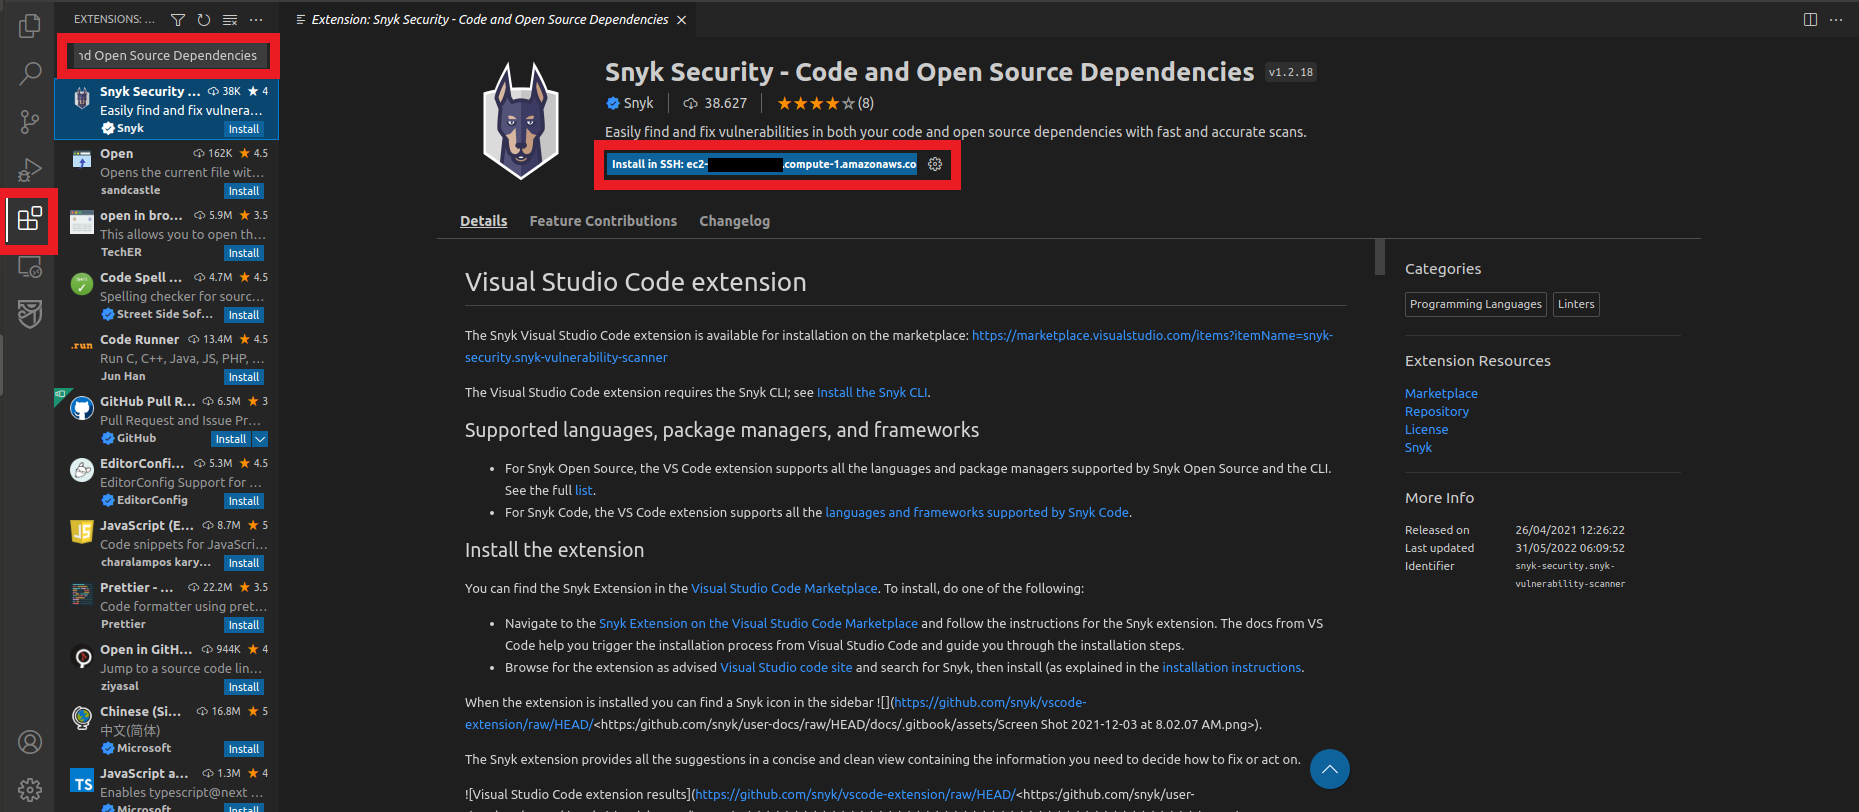 EXTENSIONS: ...
nd Open Source Dependencies
Snyk Security ... 38K ★ 4
Easily find and fix vulnera...
Snyk Install
Open 162K ★ 4.5
Opens the current file wit...
sandcastle Install
open in bro... 5.9M ★ 3.5
This allows you to open th...
TechER Install
Code Spell ... 4.7M ★ 4.5
Spelling checker for sourc...
Street Side Sof... Install
.run Code Runner 13.4M ★ 4.5
Run C, C++, Java, JS, PHP, ...
Jun Han Install
GitHub Pull R... 6.5M ★ 3
Pull Request and Issue Pr...
GitHub Install
EditorConfi... 5.3M ★ 4.5
EditorConfig Support for ...
EditorConfig Install
JS JavaScript (E... 8.7M ★ 5
Code snippets for JavaScri...
charalampos kary... Install
Prettier - ... 22.2M ★ 3.5
Code formatter using pret...
Prettier Install
Open in GitH... 944K ★ 4
Jump to a source code lin...
ziyasal Install
Chinese (Si... 16.8M ★ 5
中文(简体)
Microsoft Install
TS JavaScript a... 1.3M ★ 4
Enables typescript@next ...
Microsoft Install
Extension: Snyk Security - Code and Open Source Dependencies
Snyk Security - Code and Open Source Dependencies v1.2.18
Snyk 38.627 ★★★★☆(8)
Easily find and fix vulnerabilities in both your code and open source dependencies with fast and accurate scans.
Install in SSH: ec2- .compute-1.amazonaws.co
Details Feature Contributions Changelog
Visual Studio Code extension
The Snyk Visual Studio Code extension is available for installation on the marketplace: https://marketplace.visualstudio.com/items?itemName=snyk-
security.snyk-vulnerability-scanner
The Visual Studio Code extension requires the Snyk CLI; see Install the Snyk CLI.
Supported languages, package managers, and frameworks
• For Snyk Open Source, the VS Code extension supports all the languages and package managers supported by Snyk Open Source and the CLI.
See the full list.
• For Snyk Code, the VS Code extension supports all the languages and frameworks supported by Snyk Code.
Install the extension
You can find the Snyk Extension in the Visual Studio Code Marketplace. To install, do one of the following:
• Navigate to the Snyk Extension on the Visual Studio Code Marketplace and follow the instructions for the Snyk extension. The docs from VS
Code help you trigger the installation process from Visual Studio Code and guide you through the installation steps.
• Browse for the extension as advised Visual Studio code site and search for Snyk, then install (as explained in the installation instructions.
When the extension is installed you can find a Snyk icon in the sidebar ![](https://github.com/snyk/vscode-
extension/raw/HEAD/<https:/github.com/snyk/user-docs/raw/HEAD/docs/.gitbook/assets/Screen Shot 2021-12-03 at 8.02.07 AM.png>).
The Snyk extension provides all the suggestions in a concise and clean view containing the information you need to decide how to fix or act on.
![Visual Studio Code extension results](https://github.com/snyk/vscode-extension/raw/HEAD/<https:/github.com/snyk/user-
Categories
Programming Languages Linters
Extension Resources
Marketplace
Repository
License
Snyk
More Info
Released on 26/04/2021 12:26:22
Last updated 31/05/2022 06:09:52
Identifier snyk-security.snyk-
vulnerability-scanner